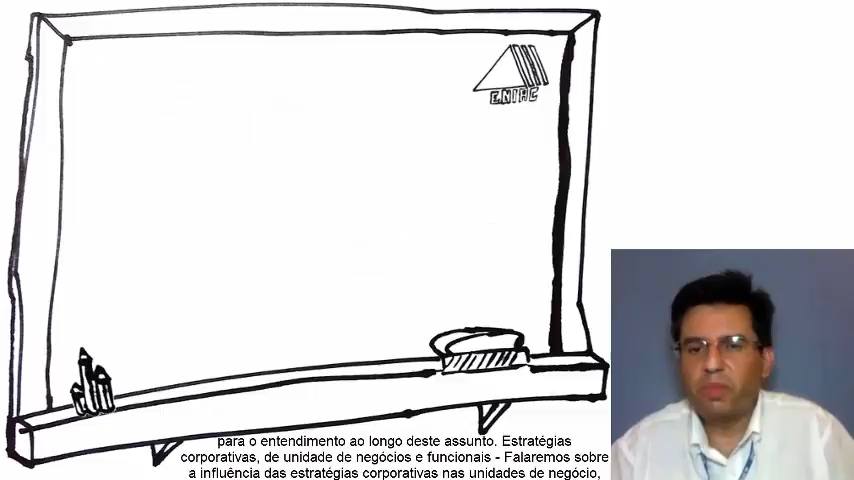 ENIAC
para o entendimento ao longo deste assunto. Estratégias
corporativas, de unidade de negócios e funcionais - Falaremos sobre
a influência das estratégias corporativas nas unidades de negócio,